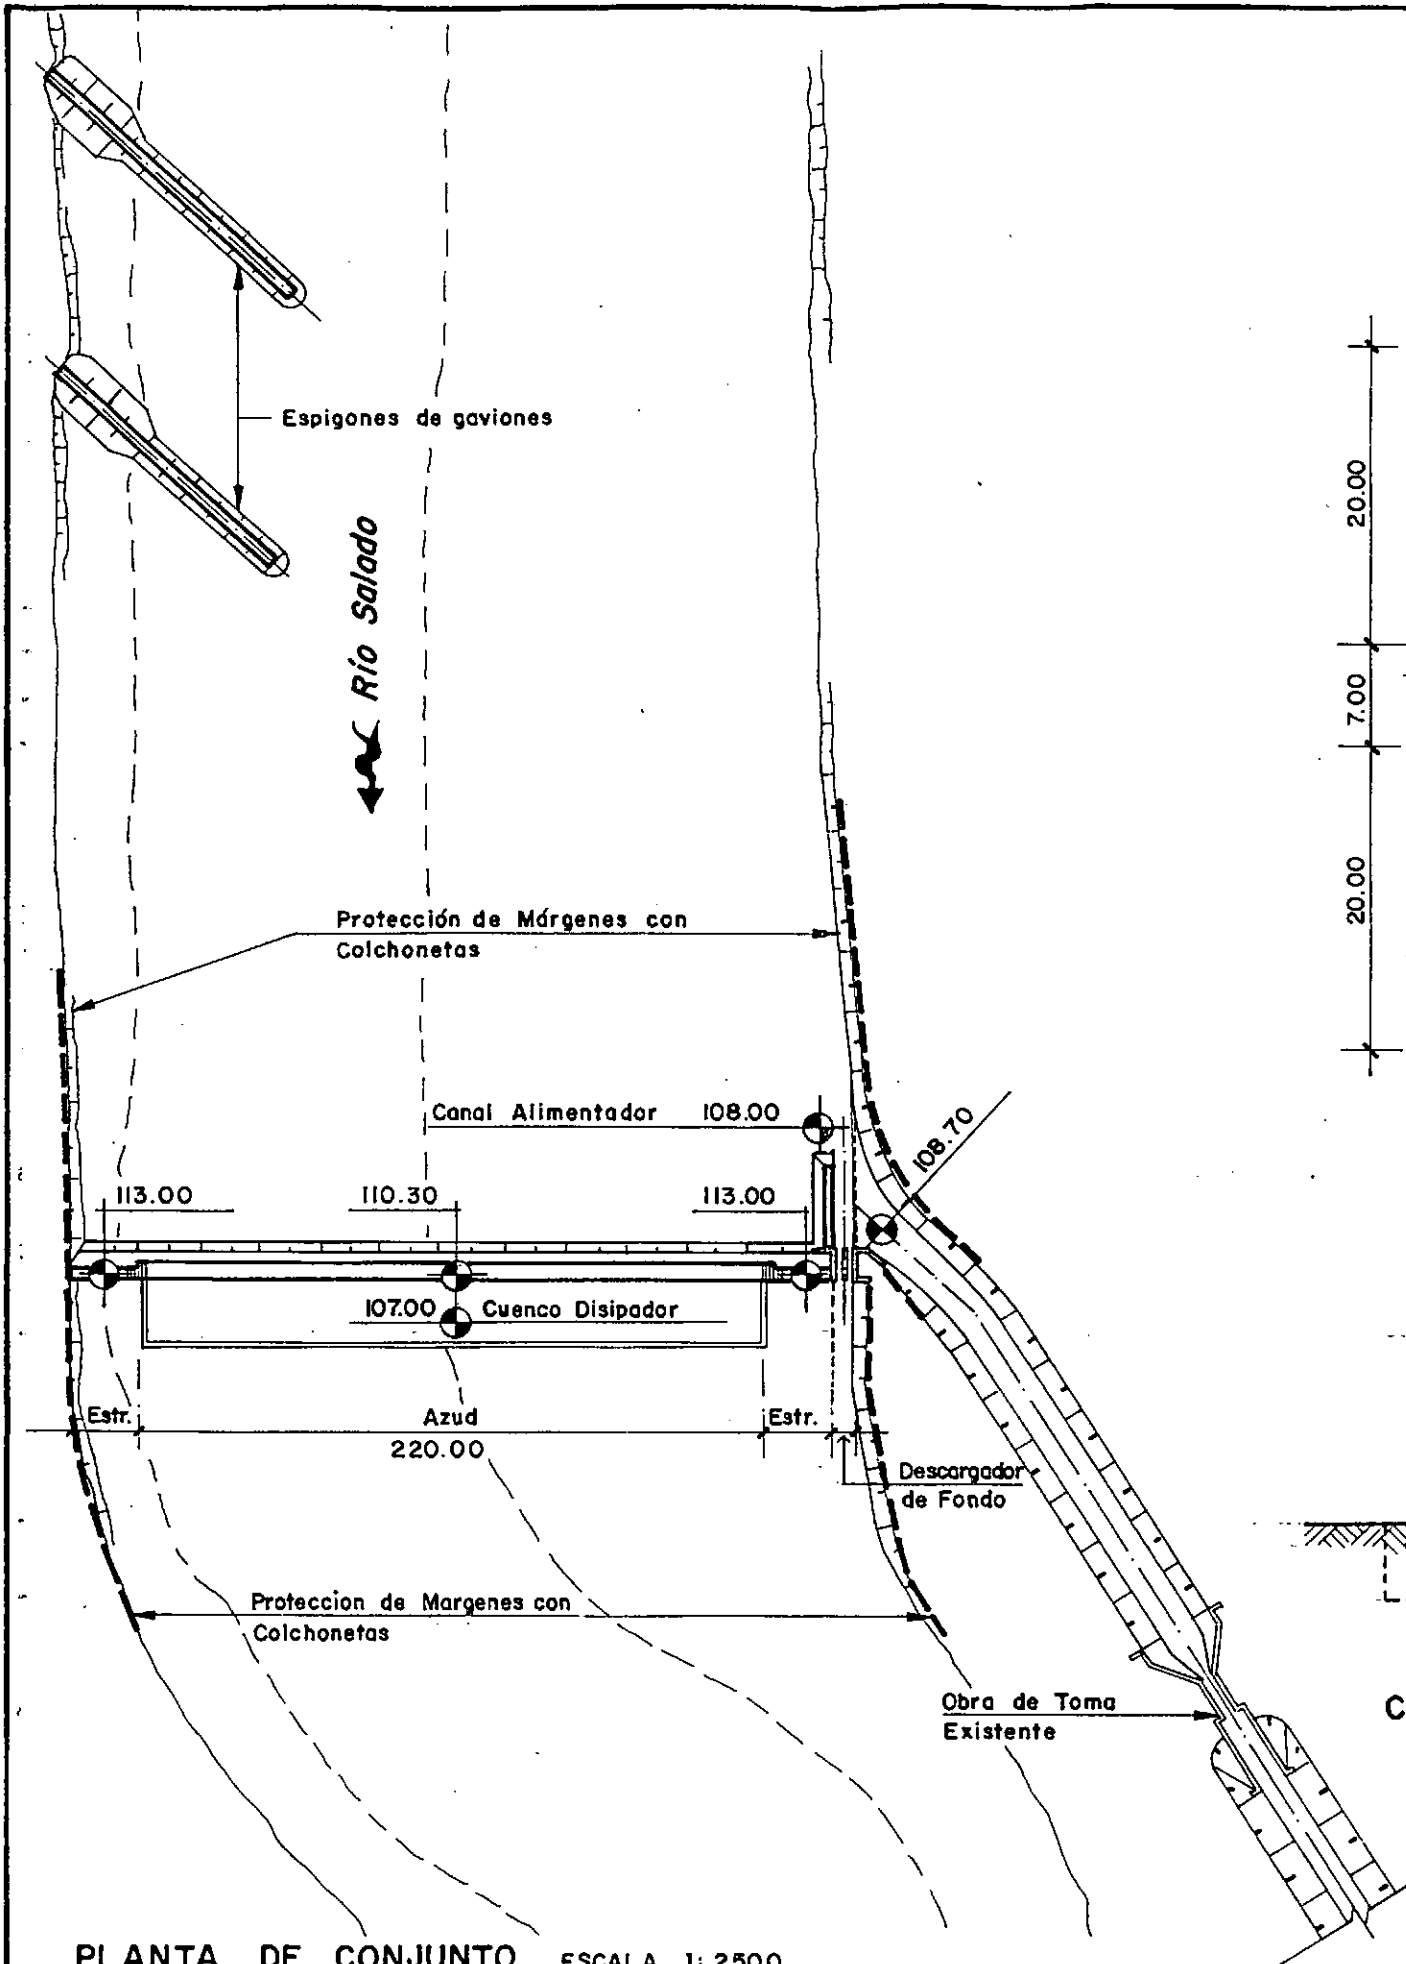 Espigones de gaviones
Río Salado
20.00
7.00
20.00
Protección de Márgenes con
Colchonetas
Canal Alimentador 108.00
108.70
113.00
110.30
113.00
107.00 Cuenco Disipador
Estr.
Azud
220.00
Estr.
Descargador
de Fondo
Proteccion de Margenes con
Colchonetas
Obra de Toma
Existente
C
PLANTA DE CONJUNTO ESCALA 1:2500